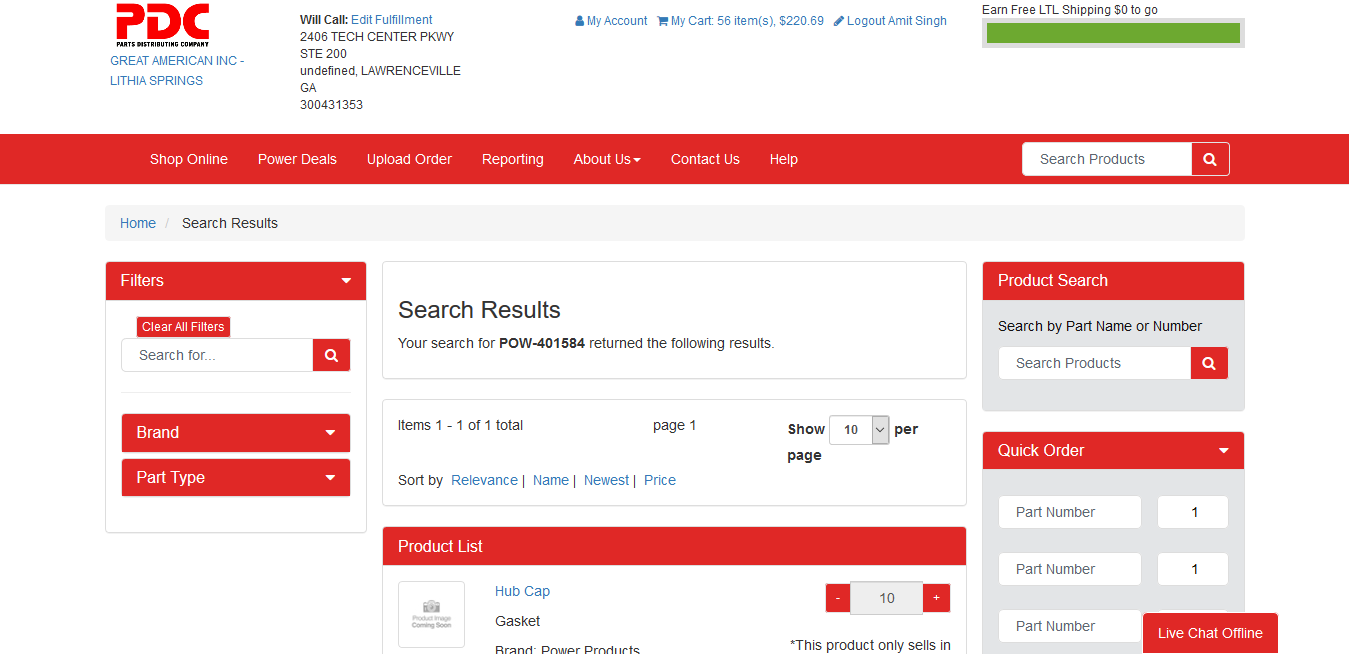 PDC
PARTS DISTRIBUTING COMPANY
GREAT AMERICAN INC -
LITHIA SPRINGS
Will Call: Edit Fulfillment
2406 TECH CENTER PKWY
STE 200
undefined, LAWRENCEVILLE
GA
300431353
My Account My Cart: 56 item(s), $220.69 Logout Amit Singh
Earn Free LTL Shipping $0 to go
Shop Online Power Deals Upload Order Reporting About Us Contact Us Help Search Products
Home / Search Results
Filters
Clear All Filters
Search for...
Brand
Part Type
Search Results
Your search for POW-401584 returned the following results.
Items 1 - 1 of 1 total page 1 Show 10 per
page
Sort by Relevance | Name | Newest | Price
Product List
Product Image
Coming Soon
Hub Cap
Gasket
Brand: Power Products
- 10 +
*This product only sells in
Product Search
Search by Part Name or Number
Search Products
Quick Order
Part Number 1
Part Number 1
Part Number
Live Chat Offline